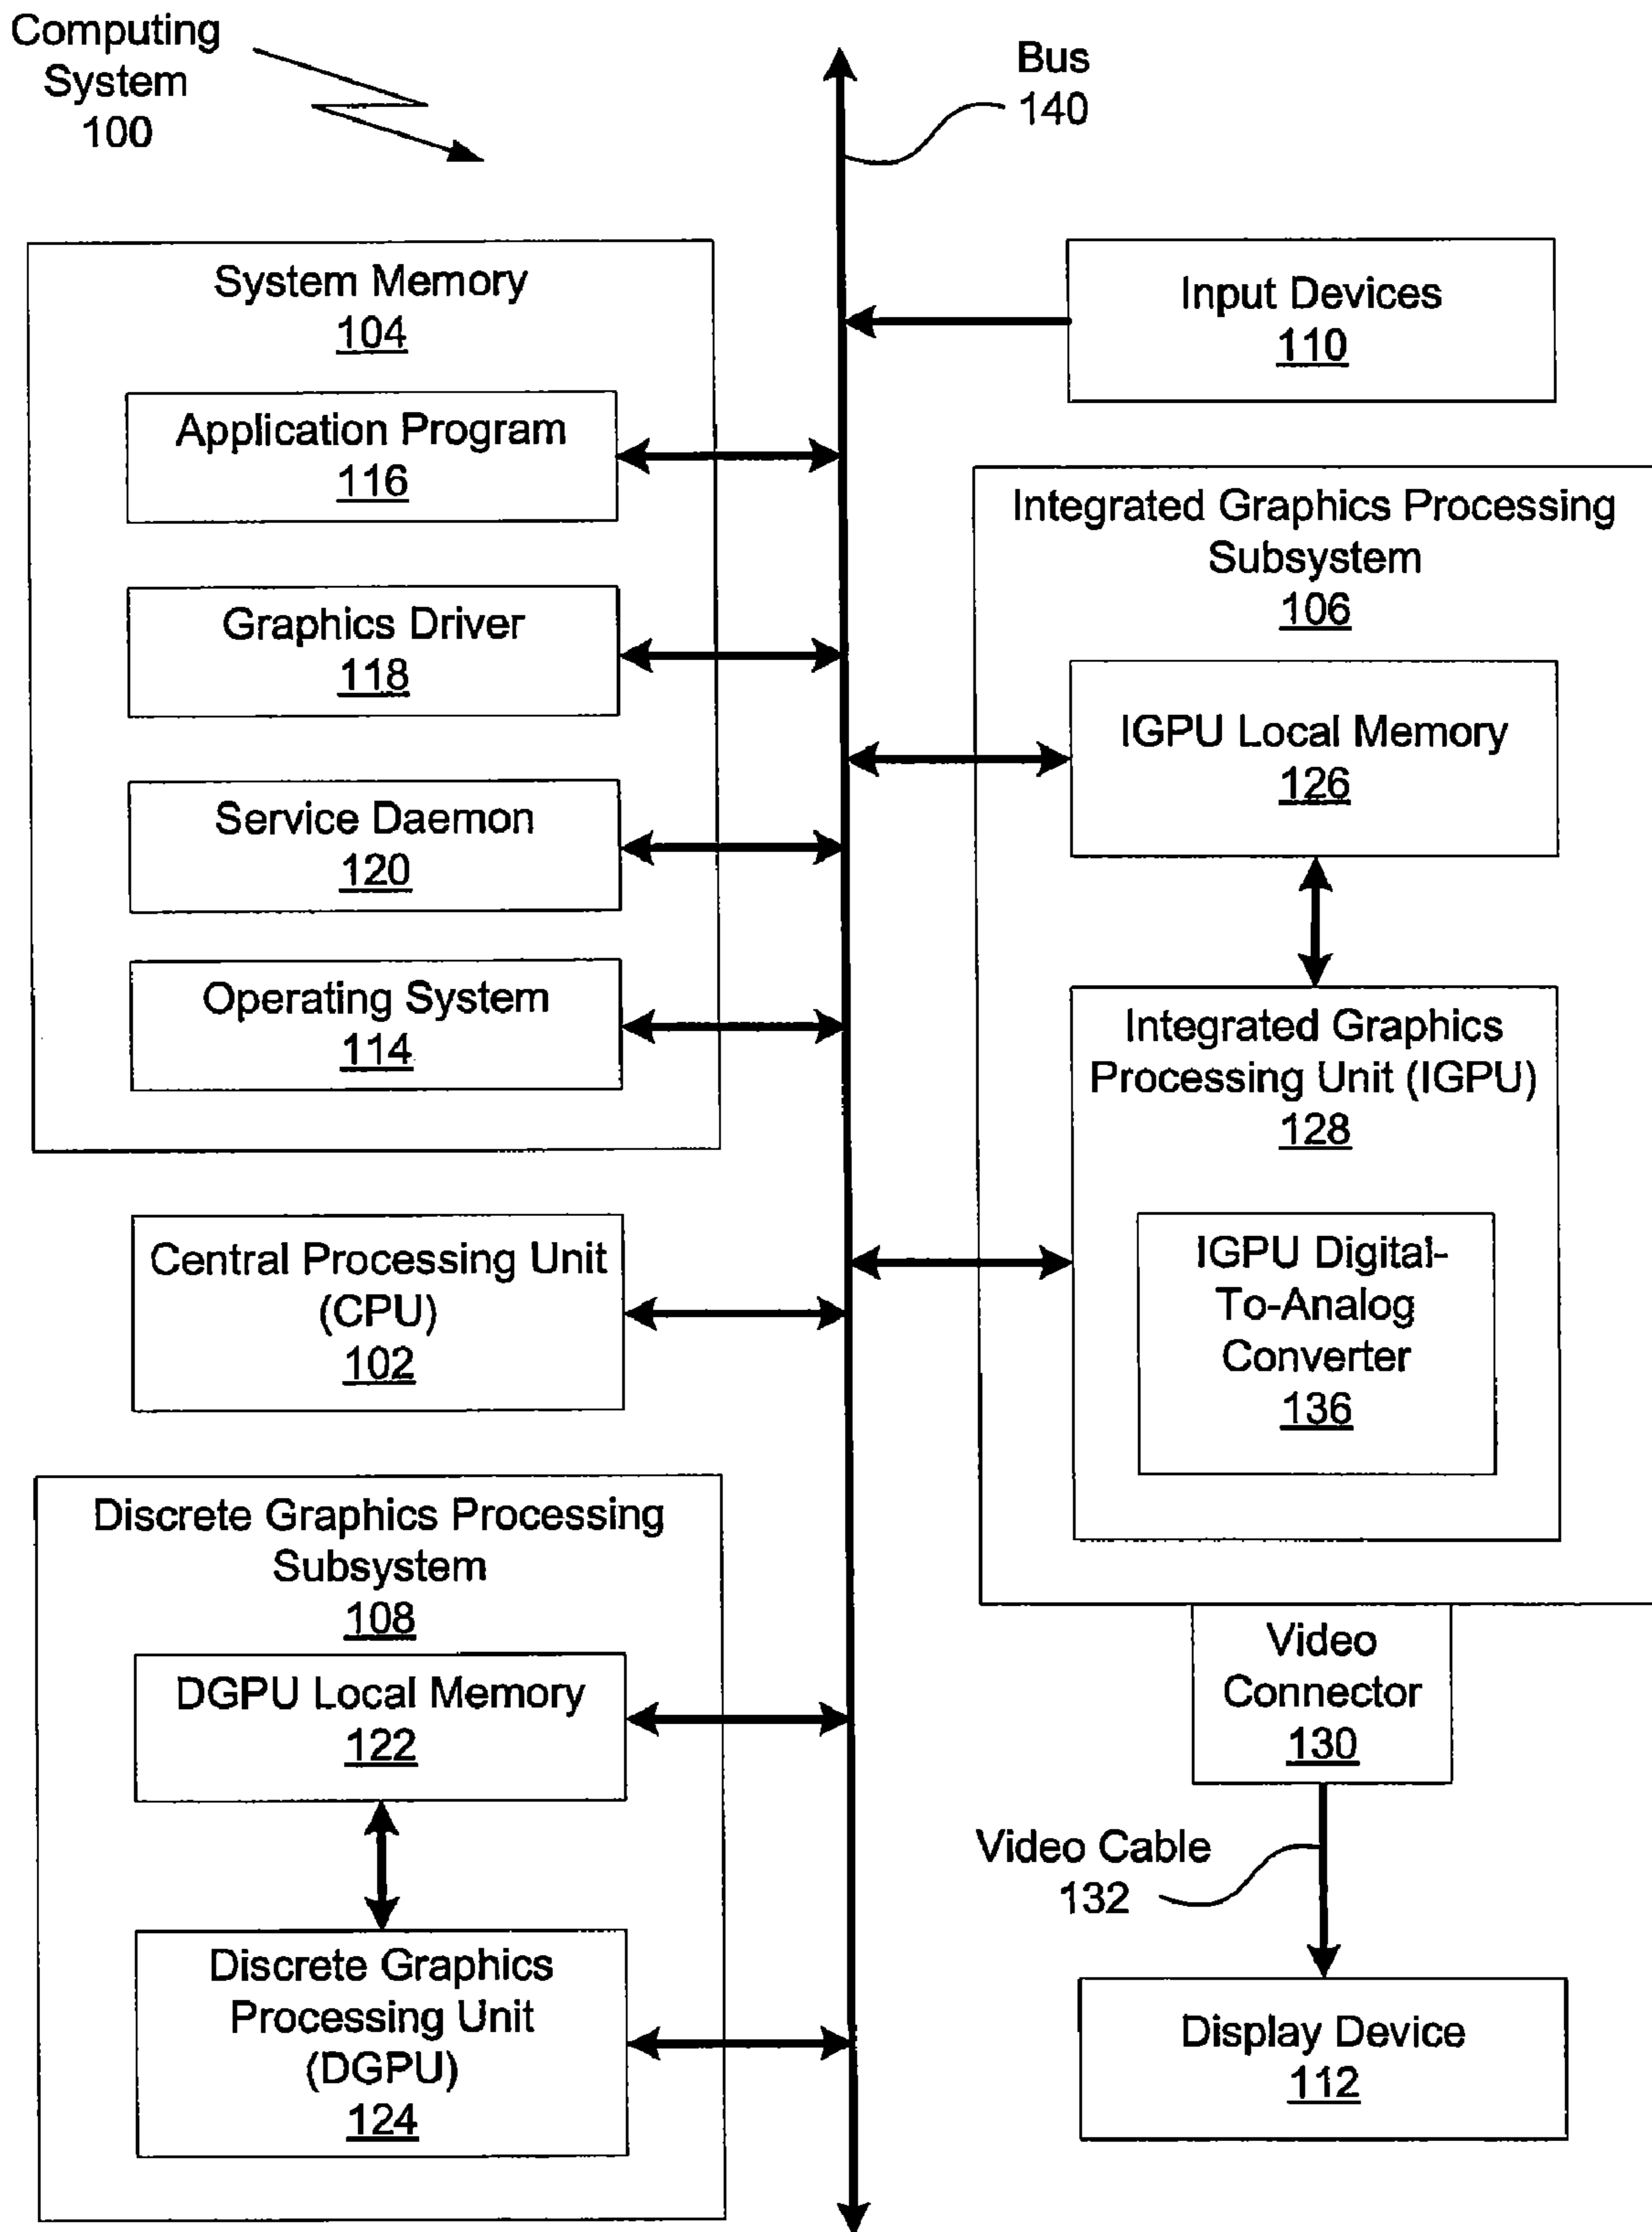 Computing
System
100
Bus
140
System Memory
104
Application Program
116
Graphics Driver
118
Service Daemon
120
Operating System
114
Central Processing Unit
(CPU)
102
Discrete Graphics Processing
Subsystem
108
DGPU Local Memory
122
Discrete Graphics
Processing Unit
(DGPU)
124
Input Devices
110
Integrated Graphics Processing
Subsystem
106
IGPU Local Memory
126
Integrated Graphics
Processing Unit (IGPU)
128
IGPU Digital-
To-Analog
Converter
136
Video
Connector
130
Video Cable
132
Display Device
112